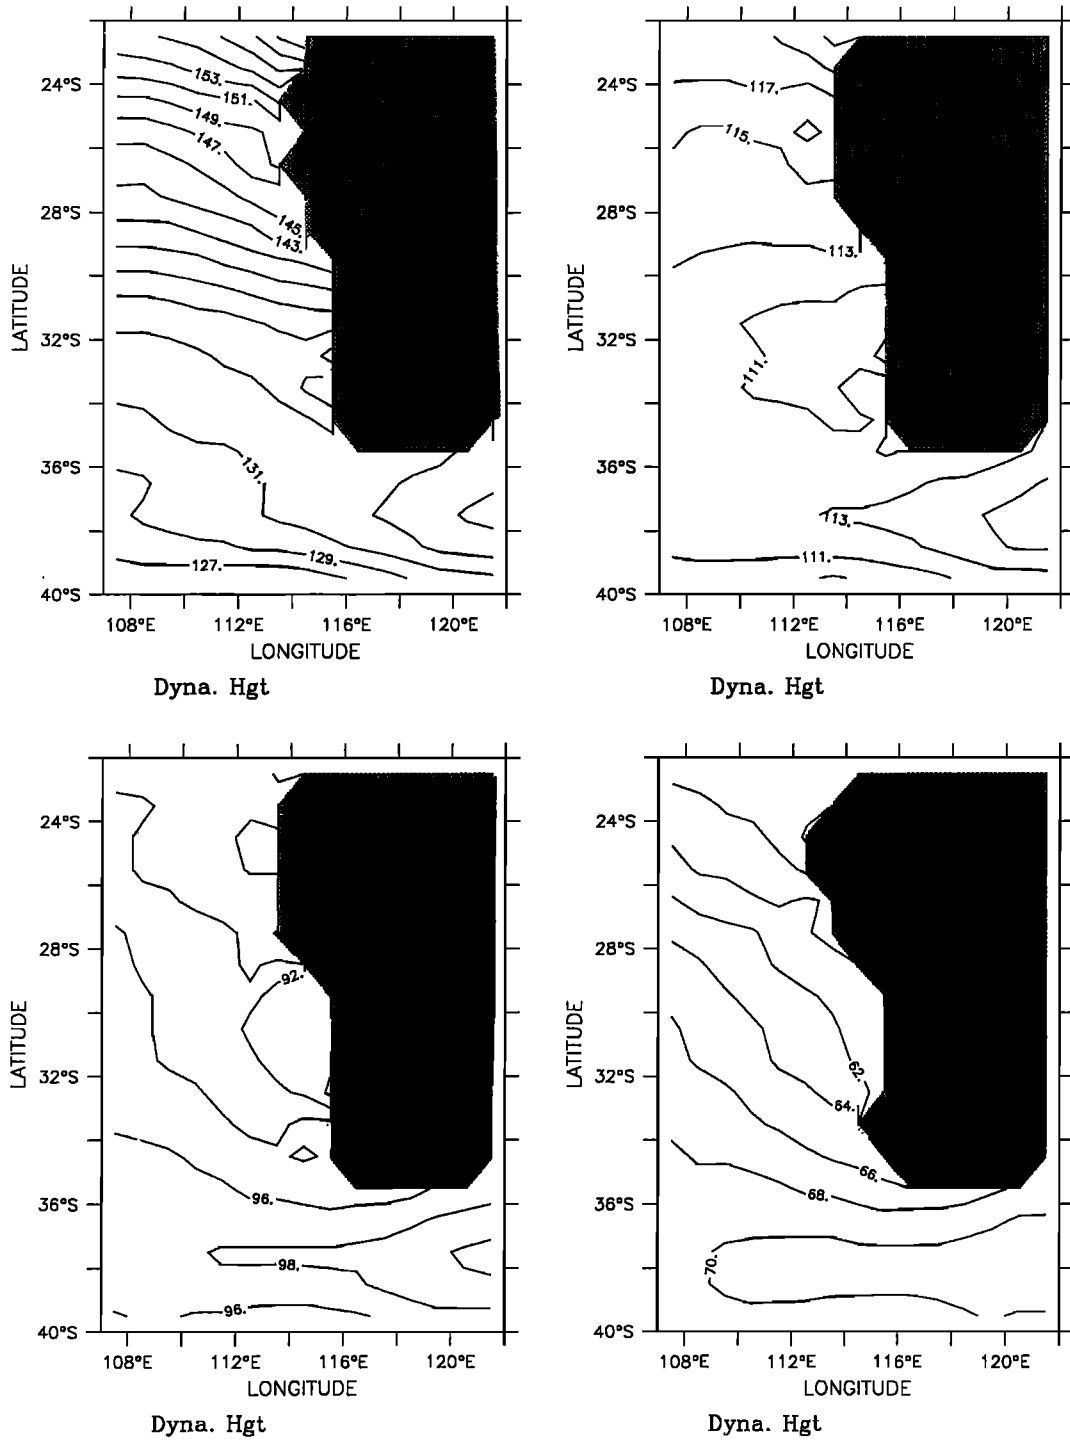 24°S
28°S
32°S
36°S
40°S
LATITUDE
153.
151.
149.
147.
145.
143.
131.
129.
127.
108°E 112°E 116°E 120°E
LONGITUDE
Dyna. Hgt
24°S
28°S
32°S
36°S
40°S
LATITUDE
117.
115.
113.
111.
113.
111.
108°E 112°E 116°E 120°E
LONGITUDE
Dyna. Hgt
24°S
28°S
32°S
36°S
40°S
LATITUDE
92.
96.
98.
96.
108°E 112°E 116°E 120°E
LONGITUDE
Dyna. Hgt
24°S
28°S
32°S
36°S
40°S
LATITUDE
62.
64.
66.
68.
70.
108°E 112°E 116°E 120°E
LONGITUDE
Dyna. Hgt